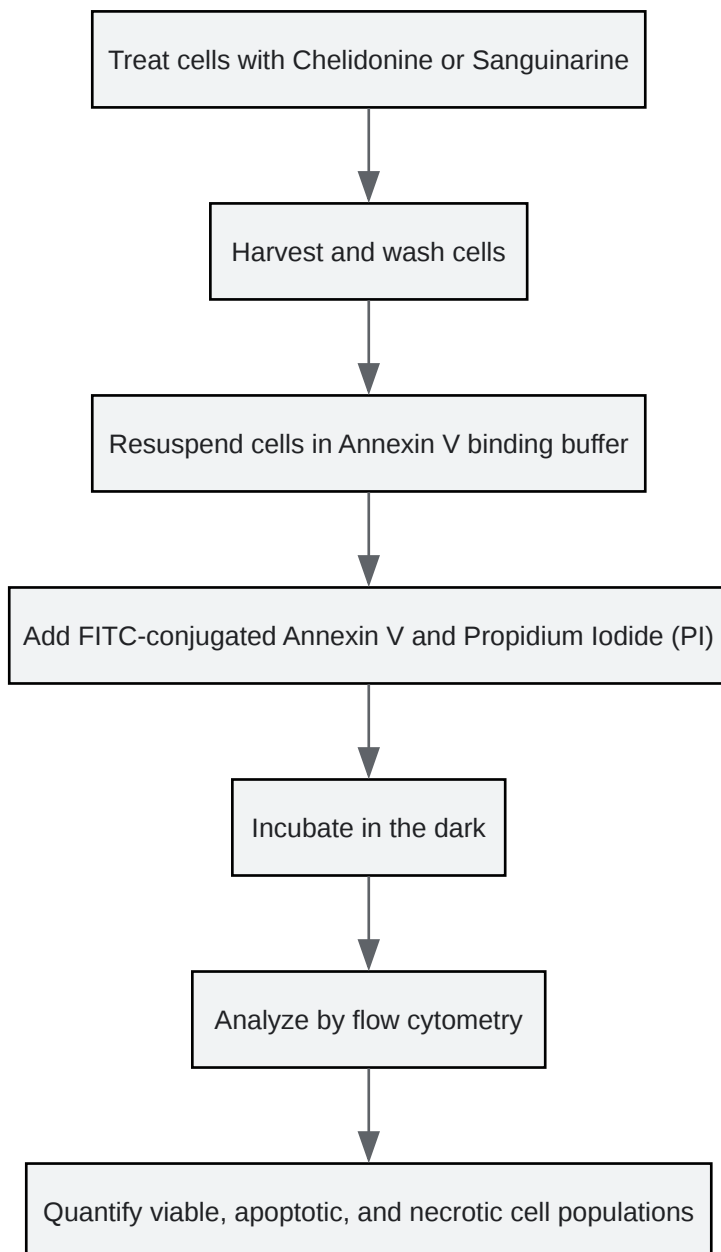 Treat cells with Chelidonine or Sanguinarine
Harvest and wash cells
Resuspend cells in Annexin V binding buffer
Add FITC-conjugated Annexin V and Propidium Iodide (PI)
Incubate in the dark
Analyze by flow cytometry
Quantify viable, apoptotic, and necrotic cell populations